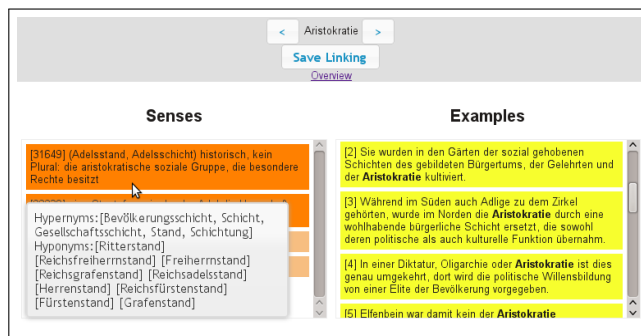 < Aristokratie >
Save Linking
Overview
Senses
[31649] (Adelsstand, Adelsschicht) historisch, kein
Plural: die aristokratische soziale Gruppe, die besondere
Rechte besitzt
Hypernyms:[Bevölkerungsschicht, Schicht,
Gesellschaftsschicht, Stand, Schichtung]
Hyponyms:[Ritterstand]
[Reichsfreiherrnstand] [Freiherrnstand]
[Reichsgrafenstand] [Reichsadelsstand]
[Herrenstand] [Reichsfürstenstand]
[Fürstenstand] [Grafenstand]
Examples
[2] Sie wurden in den Gärten der sozial gehobenen
Schichten des gebildeten Bürgertums, der Gelehrten und
der Aristokratie kultiviert.
[3] Während im Süden auch Adlige zu dem Zirkel
gehörten, wurde im Norden die Aristokratie durch eine
wohlhabende bürgerliche Schicht ersetzt, die sowohl
deren politische als auch kulturelle Funktion übernahm.
[4] In einer Diktatur, Oligarchie oder Aristokratie ist dies
genau umgekehrt, dort wird die politische Willensbildung
von einer Elite der Bevölkerung vorgegeben.
[5] Elfenbein war damit kein der Aristokratie